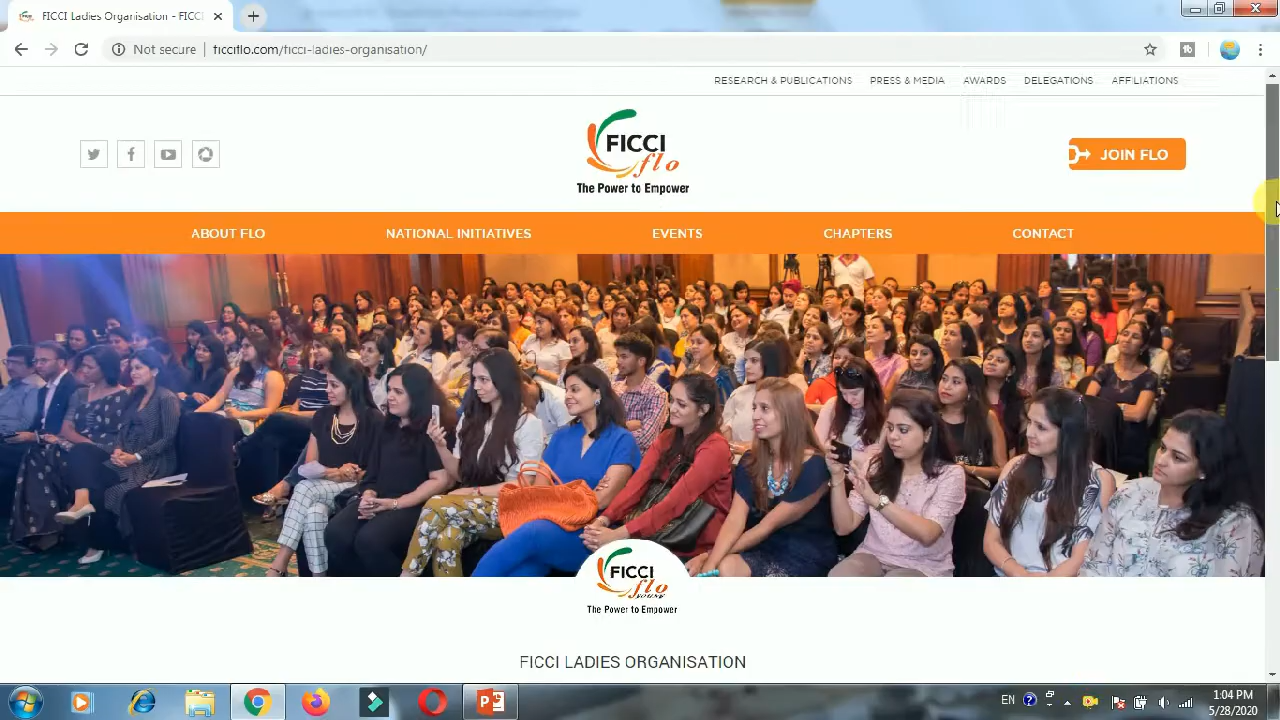 FICCI Ladies Organisation - FICCI
Not secure
ficciflo.com/ficci-ladies-organisation/
RESEARCH & PUBLICATIONS PRESS & MEDIA AWARDS DELEGATIONS AFFILIATIONS
FICCI
flo
The Power to Empower
JOIN FLO
ABOUT FLO NATIONAL INITIATIVES EVENTS CHAPTERS CONTACT
FICCI
flo
The Power to Empower
FICCI LADIES ORGANISATION
EN
1:04 PM
5/28/2020